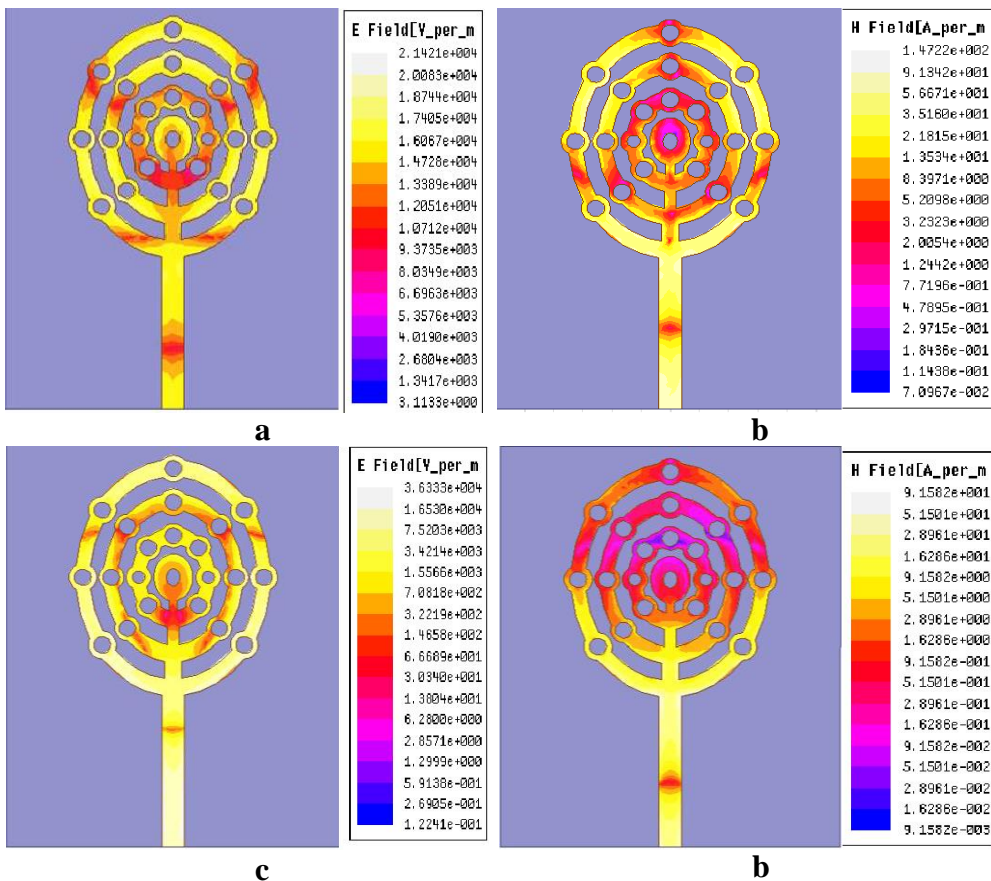 E Field[V_per_m
2.1421e+004
2.0083e+004
1.8744e+004
1.7405e+004
1.6067e+004
1.4728e+004
1.3389e+004
1.2051e+004
1.0712e+004
9.3735e+003
8.0349e+003
6.6963e+003
5.3576e+003
4.0190e+003
2.6804e+003
1.3417e+003
3.1133e+000
a
H Field[A_per_m
1.4722e+002
9.1342e+001
5.6671e+001
3.5160e+001
2.1815e+001
1.3534e+001
8.3971e+000
5.2098e+000
3.2323e+000
2.0054e+000
1.2442e+000
7.7196e-001
4.7895e-001
2.9715e-001
1.8436e-001
1.1438e-001
7.0967e-002
b
E Field[V_per_m
3.6333e+004
1.6530e+004
7.5203e+003
3.4214e+003
1.5566e+003
7.0818e+002
3.2219e+002
1.4658e+002
6.6689e+001
3.0340e+001
1.3804e+001
6.2800e+000
2.8571e+000
1.2999e+000
5.9138e-001
2.6905e-001
1.2241e-001
c
H Field[A_per_m
9.1582e+001
5.1501e+001
2.8961e+001
1.6286e+001
9.1582e+000
5.1501e+000
2.8961e+000
1.6286e+000
9.1582e-001
5.1501e-001
2.8961e-001
1.6286e-001
9.1582e-002
5.1501e-002
2.8961e-002
1.6286e-002
9.1582e-003
b